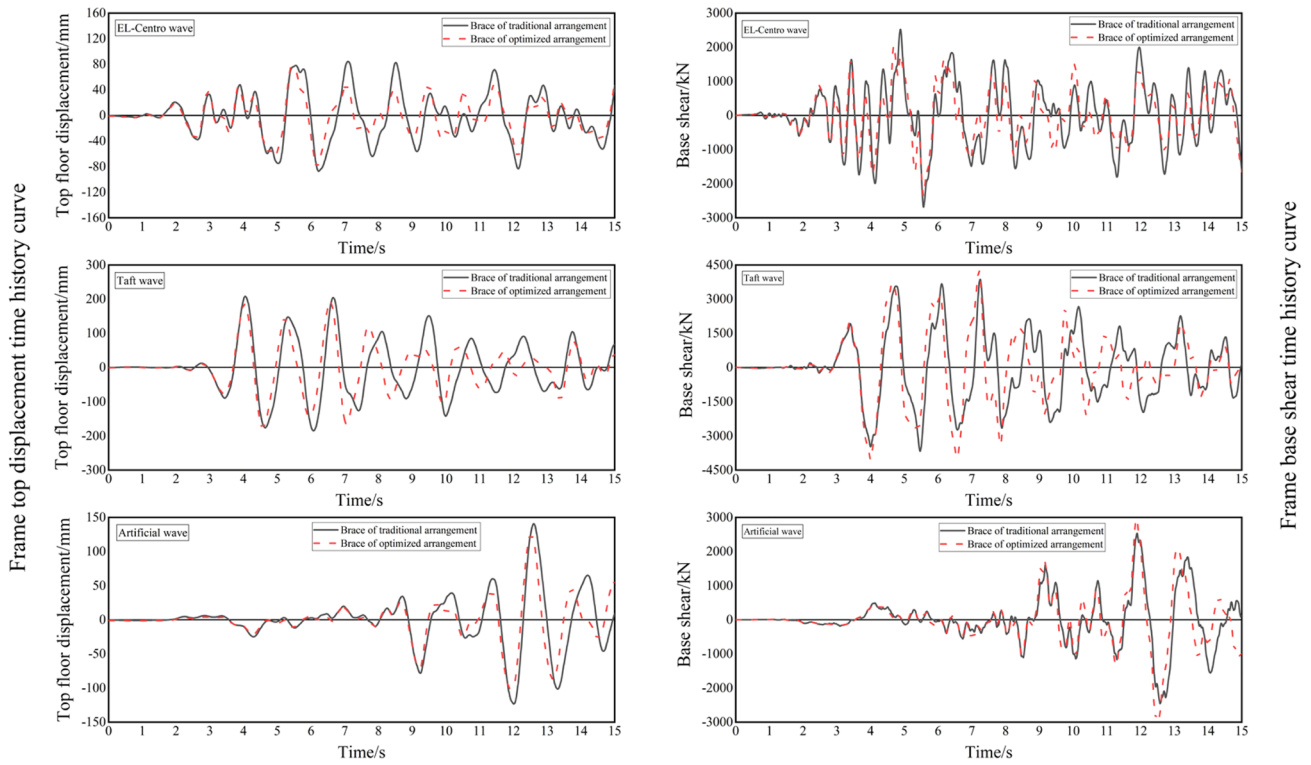 Frame top displacement time history curve
Top floor displacement/mm
160
120
80
40
0
-40
-80
-120
-160
EL-Centro wave
Brace of traditional arrangement
Brace of optimized arrangement
0 1 2 3 4 5 6 7 8 9 10 11 12 13 14 15
Time/s
Base shear/kN
3000
2000
1000
0
-1000
-2000
-3000
EL-Centro wave
Brace of traditional arrangement
Brace of optimized arrangement
0 1 2 3 4 5 6 7 8 9 10 11 12 13 14 15
Time/s
Top floor displacement/mm
300
200
100
0
-100
-200
-300
Taft wave
Brace of traditional arrangement
Brace of optimized arrangement
0 1 2 3 4 5 6 7 8 9 10 11 12 13 14 15
Time/s
Base shear/kN
4500
3000
1500
0
-1500
-3000
-4500
Taft wave
Brace of traditional arrangement
Brace of optimized arrangement
0 1 2 3 4 5 6 7 8 9 10 11 12 13 14 15
Time/s
Top floor displacement/mm
150
100
50
0
-50
-100
-150
Artificial wave
Brace of traditional arrangement
Brace of optimized arrangement
0 1 2 3 4 5 6 7 8 9 10 11 12 13 14 15
Time/s
Base shear/kN
3000
2000
1000
0
-1000
-2000
-3000
Artificial wave
Brace of traditional arrangement
Brace of optimized arrangement
0 1 2 3 4 5 6 7 8 9 10 11 12 13 14 15
Time/s
Frame base shear time history curve